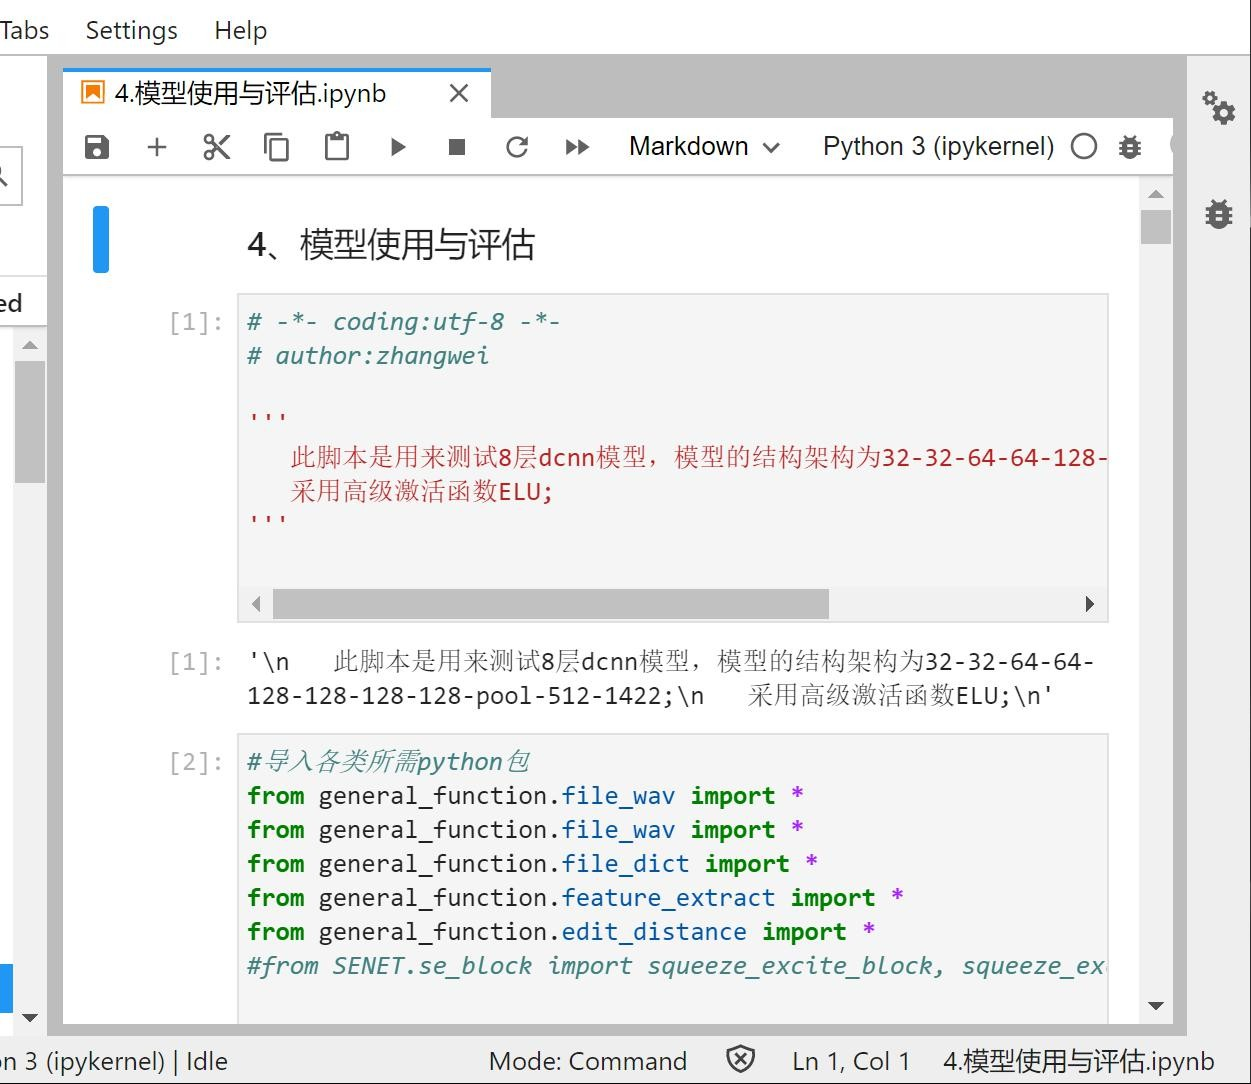 Tabs Settings Help
4.模型使用与评估.ipynb
Markdown Python 3 (ipykernel)
4、模型使用与评估
ed
[1]: # -*- coding:utf-8 -*-
# author:zhangwei
'''
此脚本是用来测试8层dcnn模型，模型的结构架构为32-32-64-64-128-
采用高级激活函数ELU;
'''
[1]: '\n   此脚本是用来测试8层dcnn模型，模型的结构架构为32-32-64-64-
128-128-128-128-pool-512-1422;\n   采用高级激活函数ELU;\n'
[2]: #导入各类所需python包
from general_function.file_wav import *
from general_function.file_wav import *
from general_function.file_dict import *
from general_function.feature_extract import *
from general_function.edit_distance import *
#from SENET.se_block import squeeze_excite_block, squeeze_ex
n 3 (ipykernel) | Idle Mode: Command Ln 1, Col 1 4.模型使用与评估.ipynb